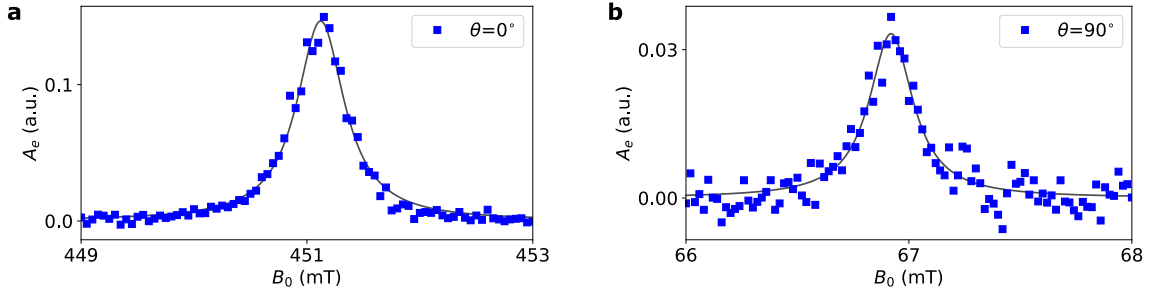 a
θ=0°
0.1
0.0
A_e (a.u.)
449
451
453
B_0 (mT)
b
θ=90°
0.03
0.00
A_e (a.u.)
66
67
68
B_0 (mT)